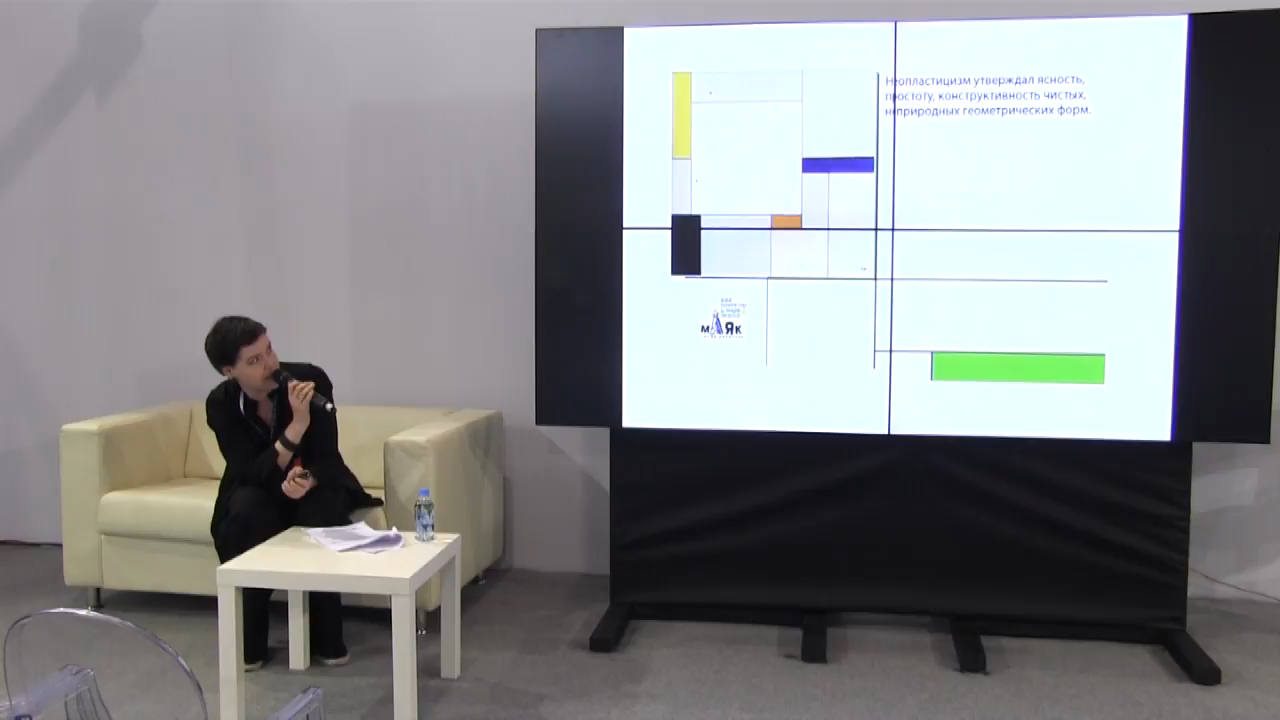 Неопластицизм утверждал ясность,
простоту, конструктивность чистых,
неприродных геометрических форм.
мАяк